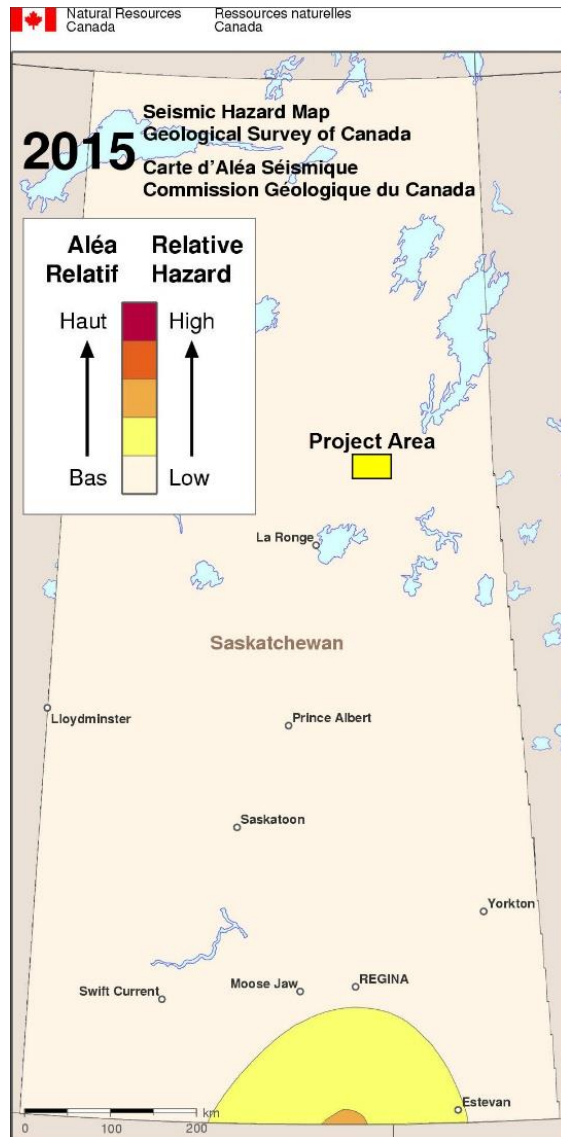 Natural Resources
Canada
Ressources naturelles
Canada
2015
Seismic Hazard Map
Geological Survey of Canada
Carte d'Aléa Séismique
Commission Géologique du Canada
Aléa
Relatif
Relative
Hazard
Haut
High
Bas
Low
Project Area
La Ronge
Saskatchewan
Lloydminster
Prince Albert
Saskatoon
Yorkton
Swift Current
Moose Jaw
REGINA
Estevan
km
0
100
200